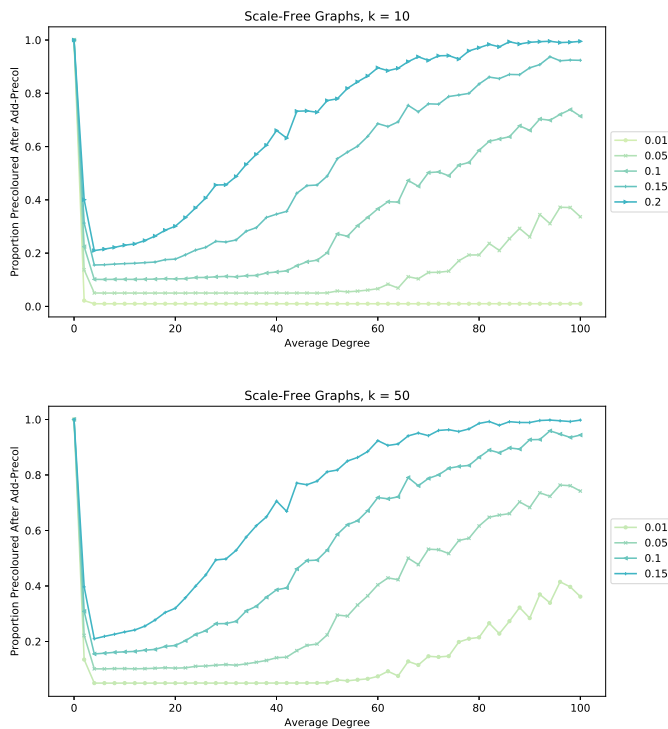 Scale-Free Graphs, k = 10
Proportion Precoloured After Add-Precol
1.0
0.8
0.6
0.4
0.2
0.0
0.01
0.05
0.1
0.15
0.2
0 20 40 60 80 100
Average Degree
Scale-Free Graphs, k = 50
Proportion Precoloured After Add-Precol
1.0
0.8
0.6
0.4
0.2
0.01
0.05
0.1
0.15
0 20 40 60 80 100
Average Degree